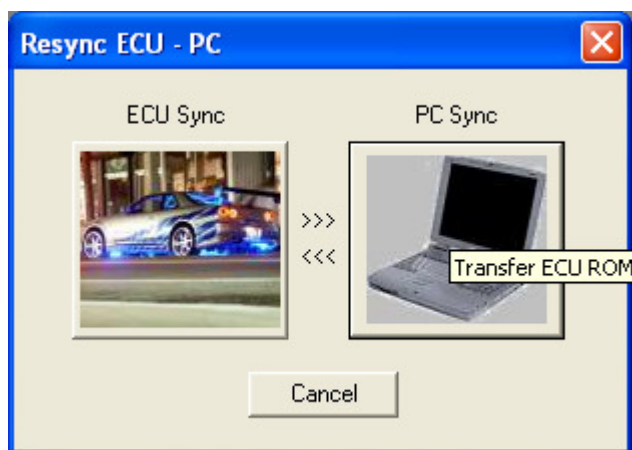 Resync ECU - PC
ECU Sync
PC Sync
>>>
<<<
Transfer ECU ROM
Cancel